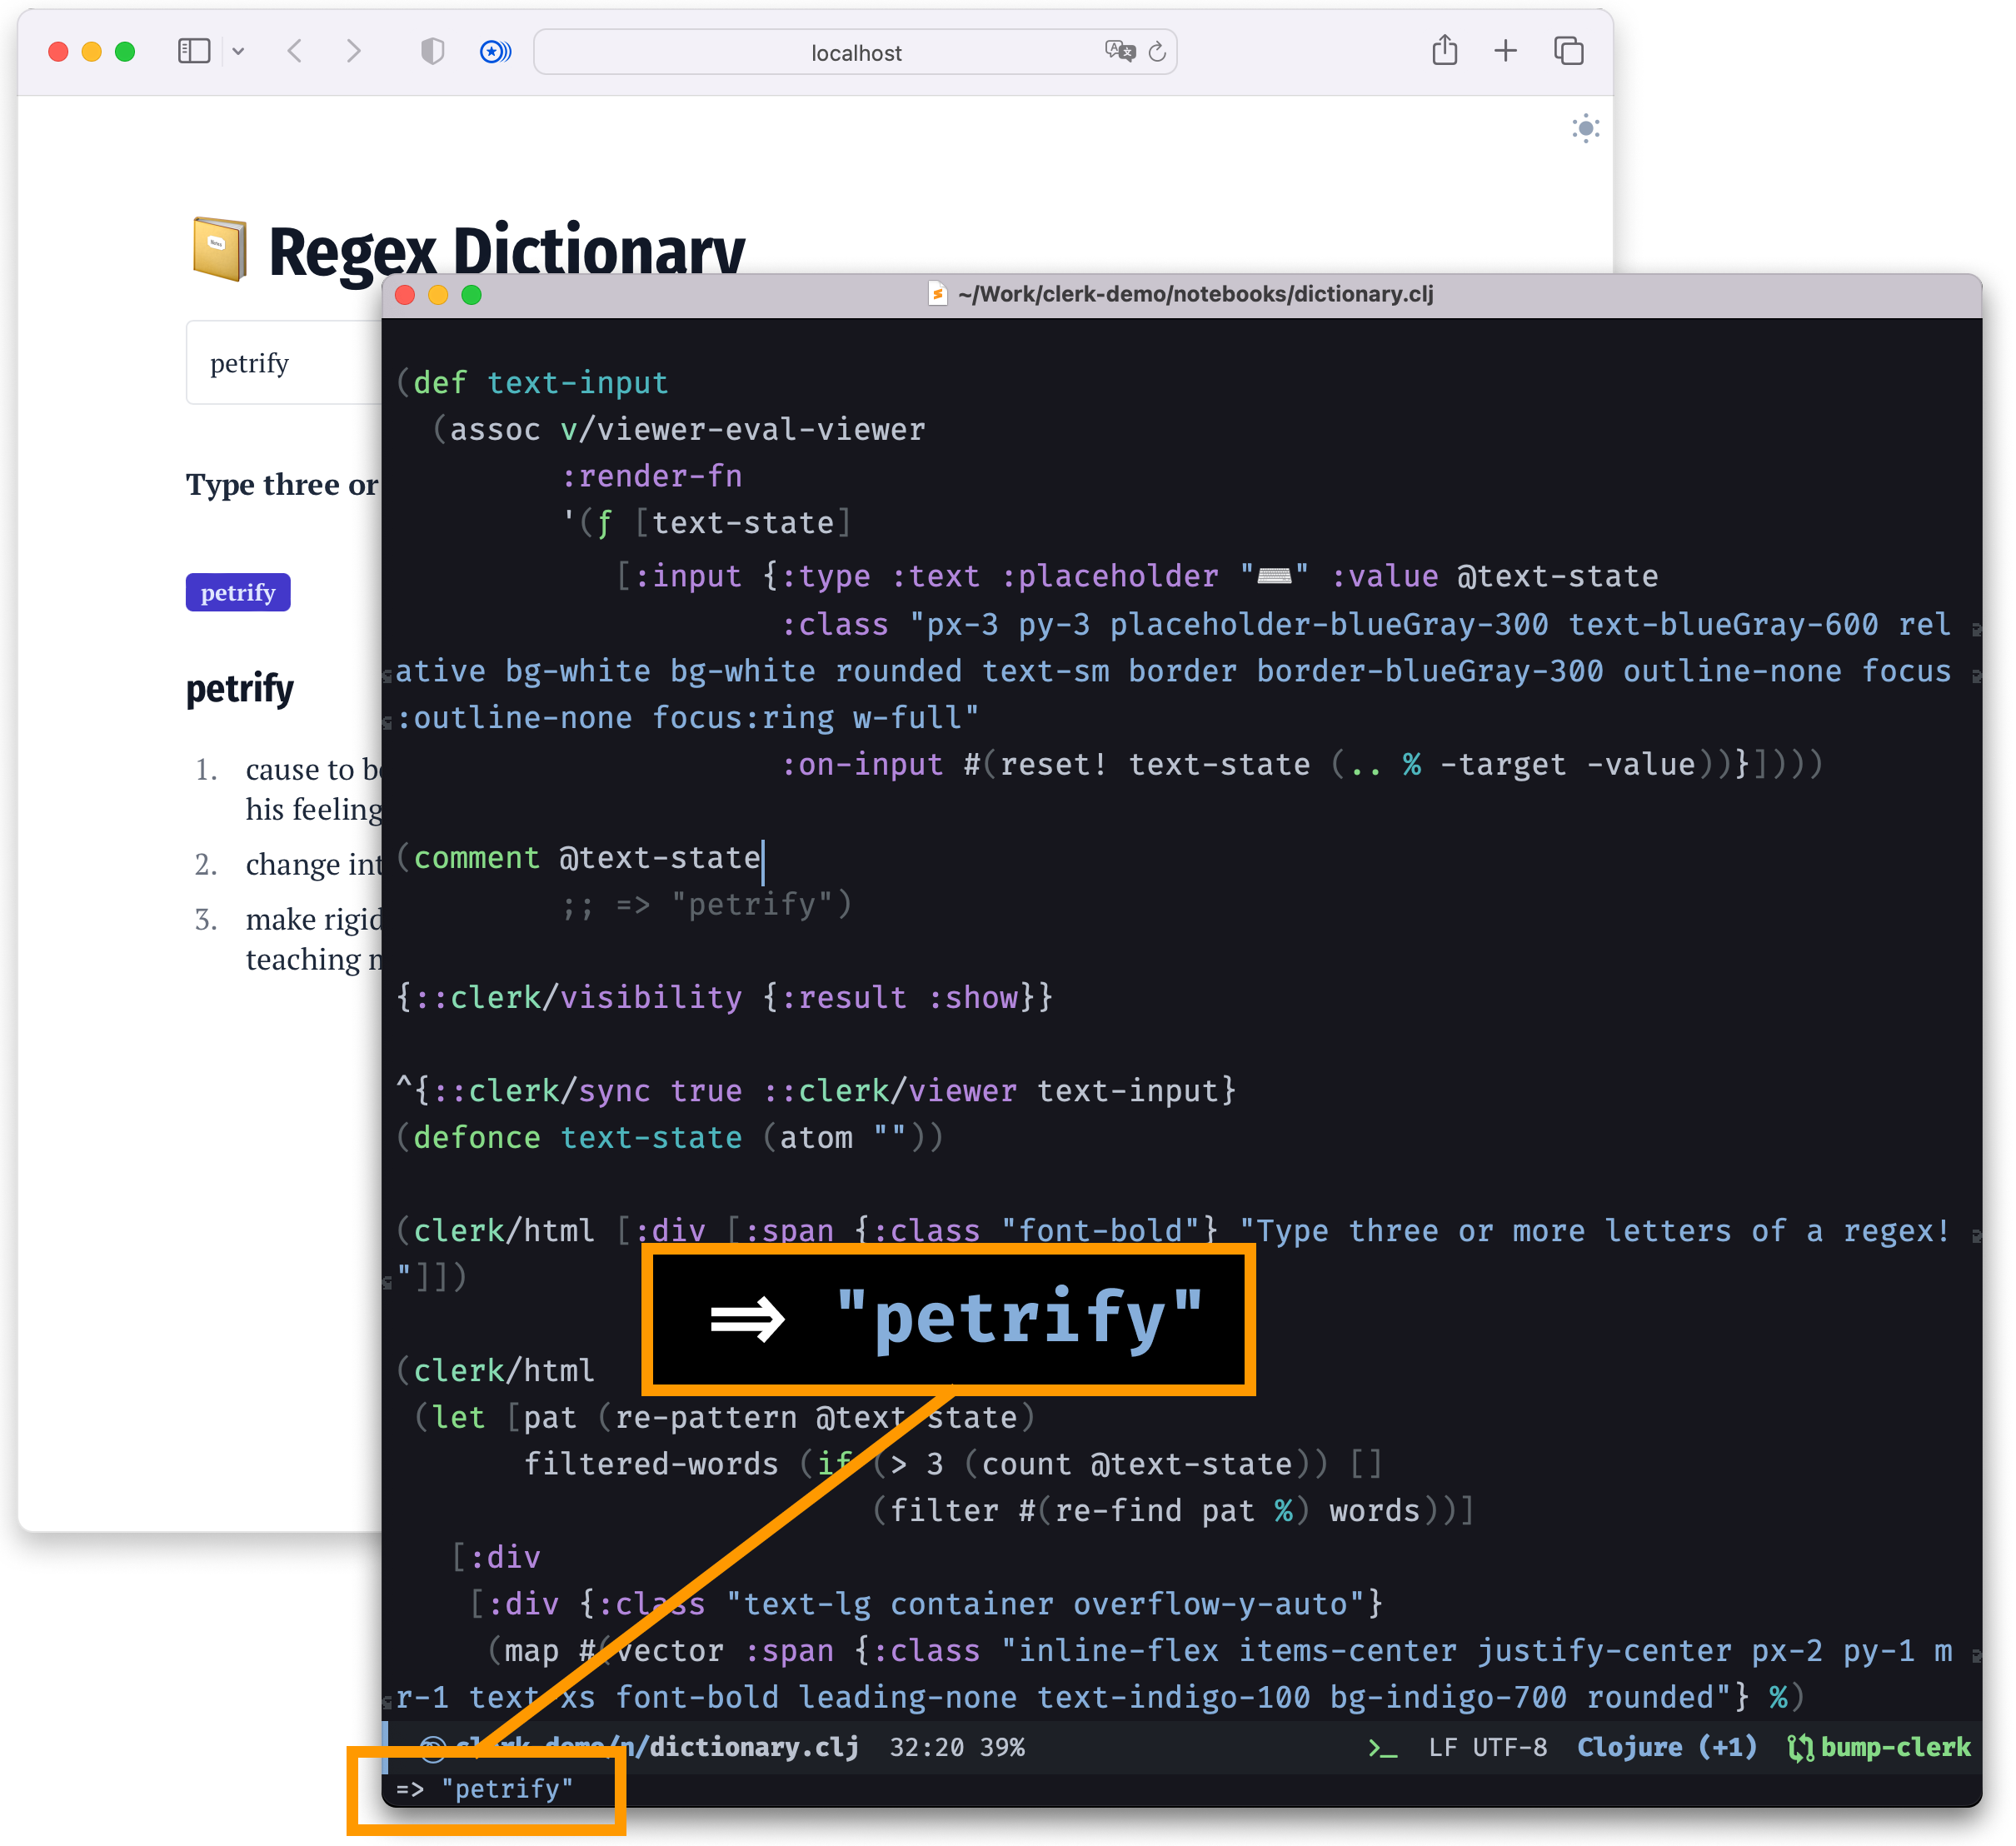 localhost
Regex Dictionary
petrify
Type three or
petrify
petrify
1. cause to be
his feeling
2. change int
3. make rigid
teaching
~/Work/clerk-demo/notebooks/dictionary.clj
(def text-input
(assoc v/viewer-eval-viewer
:render-fn
'(ƒ [text-state]
[:input {:type :text :placeholder "⌨️" :value @text-state
:class "px-3 py-3 placeholder-blueGray-300 text-blueGray-600 rel
ative bg-white bg-white rounded text-sm border border-blueGray-300 outline-none focus
:outline-none focus:ring w-full"
:on-input #(reset! text-state (.. % -target -value))}])))
(comment @text-state
;; => "petrify")
{::clerk/visibility {:result :show}}
^{::clerk/sync true ::clerk/viewer text-input}
(defonce text-state (atom ""))
(clerk/html [:div [:span {:class "font-bold"} "Type three or more letters of a regex!
"]])
=> "petrify"
(clerk/html
(let [pat (re-pattern @text-state)
filtered-words (if (> 3 (count @text-state)) []
(filter #(re-find pat %) words))]
[:div
[:div {:class "text-lg container overflow-y-auto"}
(map #(vector :span {:class "inline-flex items-center justify-center px-2 py-1 m
r-1 text-xs font-bold leading-none text-indigo-100 bg-indigo-700 rounded"} %)
clerk-demo/n/dictionary.clj 32:20 39% >_ LF UTF-8 Clojure (+1) bump-clerk
=> "petrify"